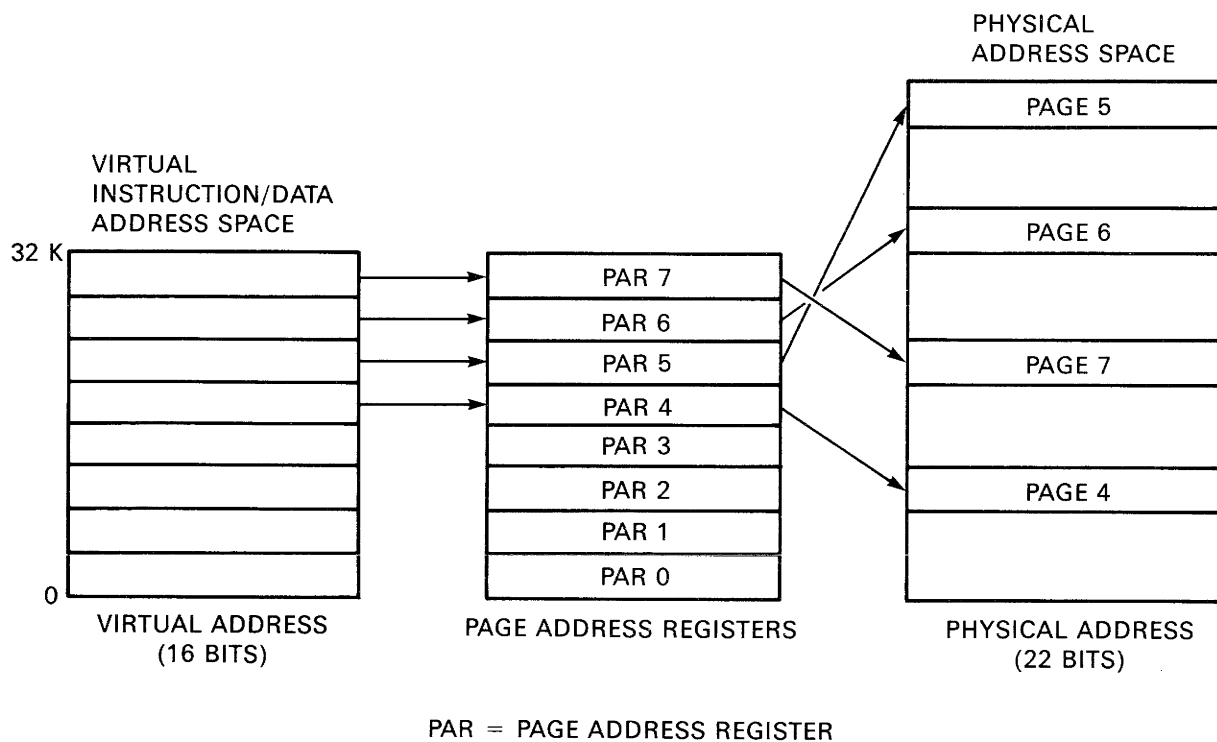 PHYSICAL
ADDRESS SPACE
PAGE 5
PAGE 6
PAGE 7
PAGE 4
PHYSICAL ADDRESS
(22 BITS)
VIRTUAL
INSTRUCTION/DATA
ADDRESS SPACE
32 K
0
VIRTUAL ADDRESS
(16 BITS)
PAR 7
PAR 6
PAR 5
PAR 4
PAR 3
PAR 2
PAR 1
PAR 0
PAGE ADDRESS REGISTERS
PAR = PAGE ADDRESS REGISTER